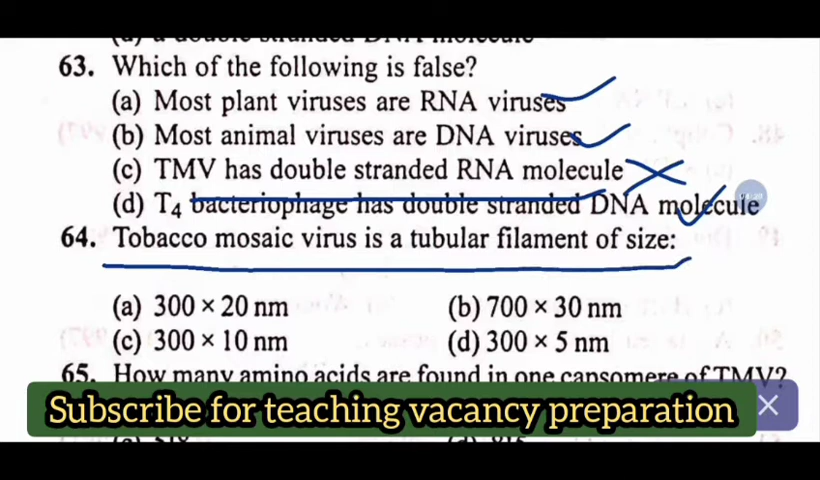 63. Which of the following is false?
(a) Most plant viruses are RNA viruses
(b) Most animal viruses are DNA viruses
(c) TMV has double stranded RNA molecule
(d) T4 bacteriophage has double stranded DNA molecule
64. Tobacco mosaic virus is a tubular filament of size:
(a) 300 × 20 nm (b) 700 × 30 nm
(c) 300 × 10 nm (d) 300 × 5 nm
65. How many amino acids are found in one capsomere of TMV?
Subscribe for teaching vacancy preparation